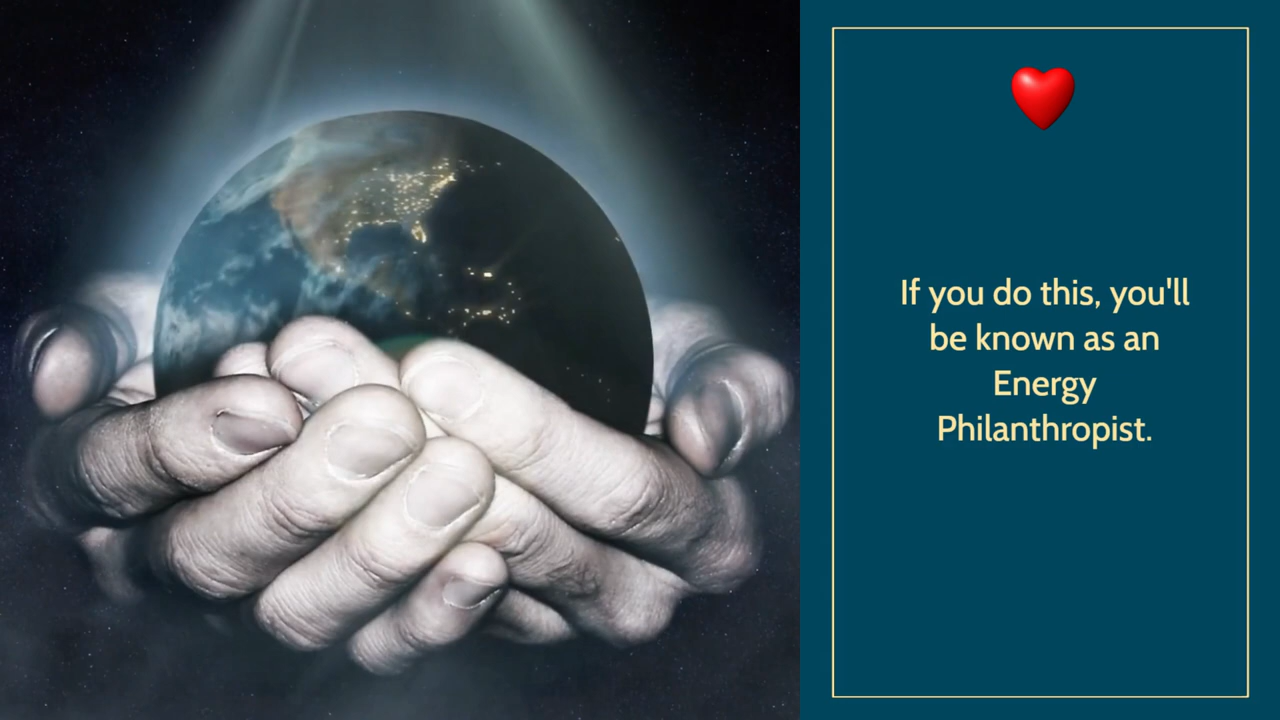 If you do this, you'll
be known as an
Energy
Philanthropist.